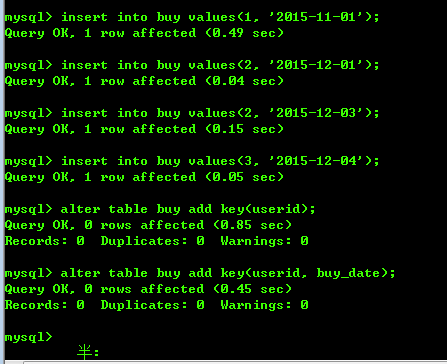 mysql> insert into buy values(1, '2015-11-01');
Query OK, 1 row affected (0.49 sec)
mysql> insert into buy values(2, '2015-12-01');
Query OK, 1 row affected (0.04 sec)
mysql> insert into buy values(2, '2015-12-03');
Query OK, 1 row affected (0.15 sec)
mysql> insert into buy values(3, '2015-12-04');
Query OK, 1 row affected (0.05 sec)
mysql> alter table buy add key(userid);
Query OK, 0 rows affected (0.85 sec)
Records: 0  Duplicates: 0  Warnings: 0
mysql> alter table buy add key(userid, buy_date);
Query OK, 0 rows affected (0.45 sec)
Records: 0  Duplicates: 0  Warnings: 0
mysql>
半: